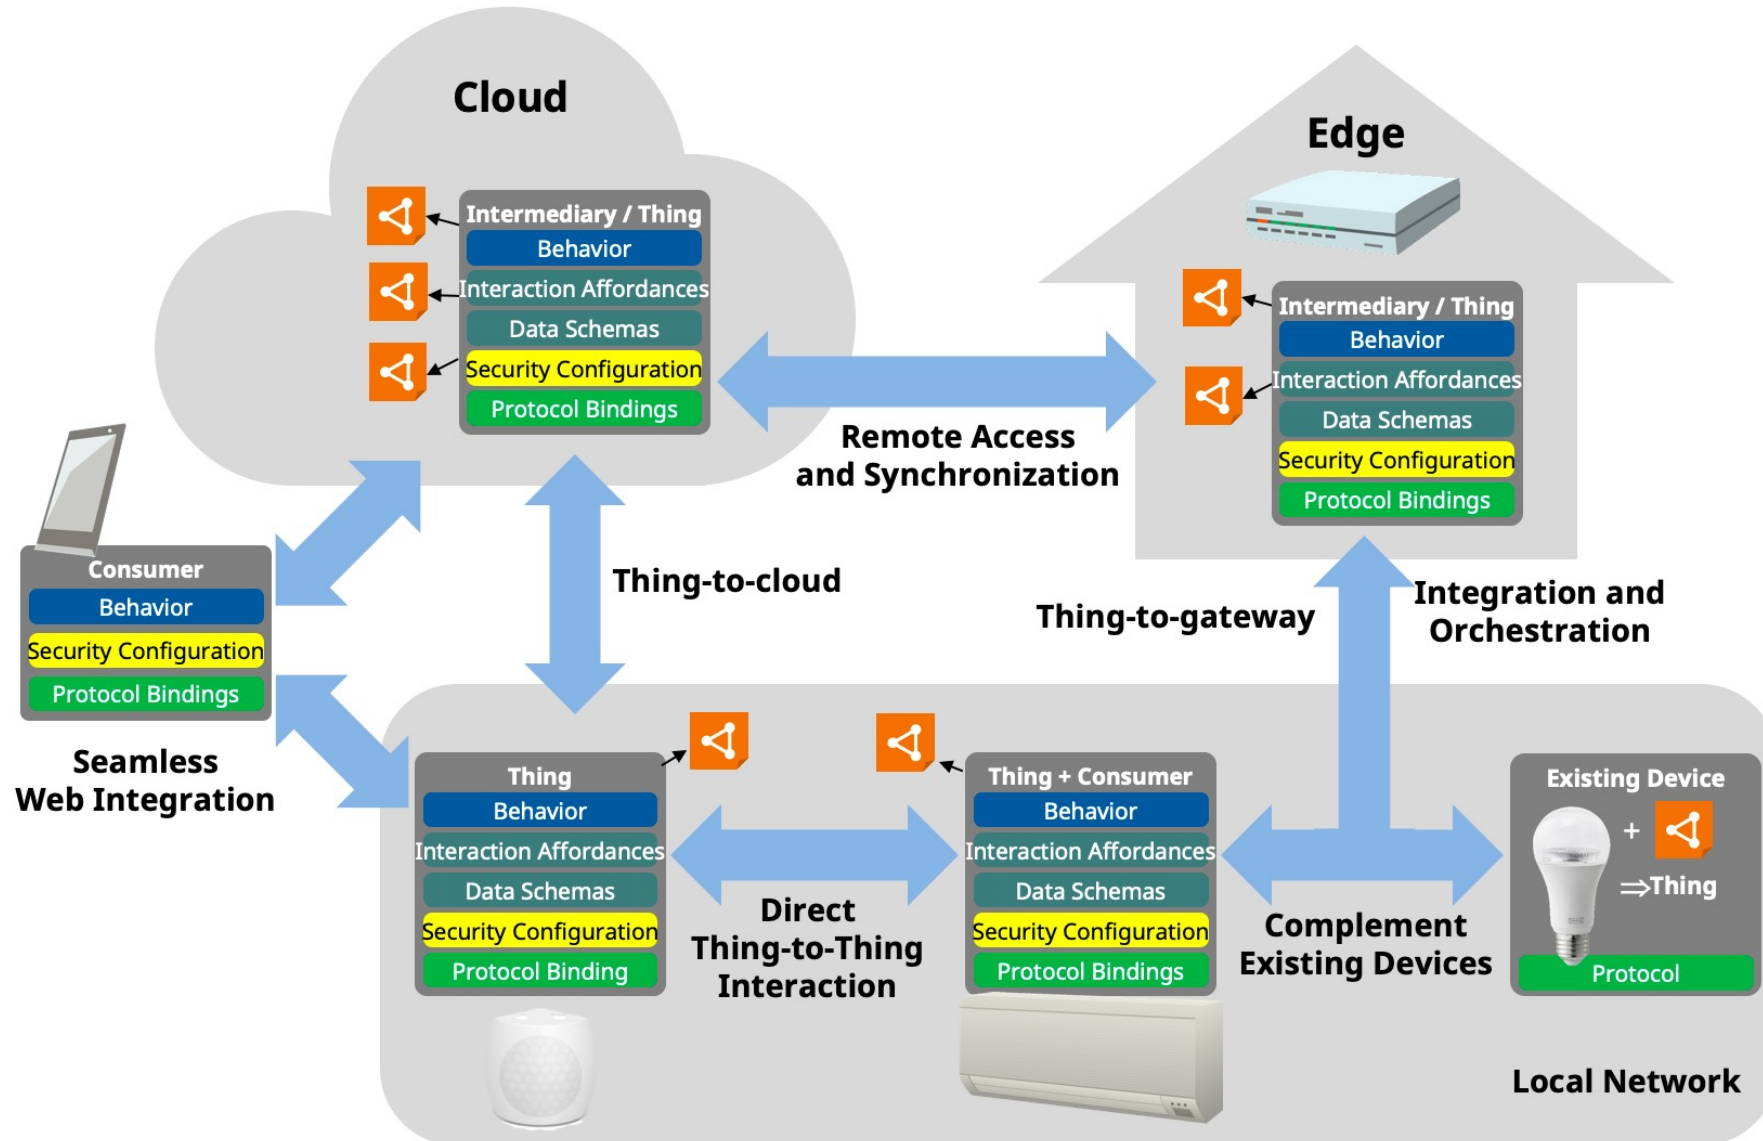 Cloud
Intermediary / Thing
Behavior
Interaction Affordances
Data Schemas
Security Configuration
Protocol Bindings
Edge
Intermediary / Thing
Behavior
Interaction Affordances
Data Schemas
Security Configuration
Protocol Bindings
Remote Access
and Synchronization
Consumer
Behavior
Security Configuration
Protocol Bindings
Thing-to-cloud
Thing-to-gateway
Integration and
Orchestration
Seamless
Web Integration
Thing
Behavior
Interaction Affordances
Data Schemas
Security Configuration
Protocol Binding
Direct
Thing-to-Thing
Interaction
Thing + Consumer
Behavior
Interaction Affordances
Data Schemas
Security Configuration
Protocol Bindings
Complement
Existing Devices
Existing Device
+
⇒Thing
Protocol
Local Network